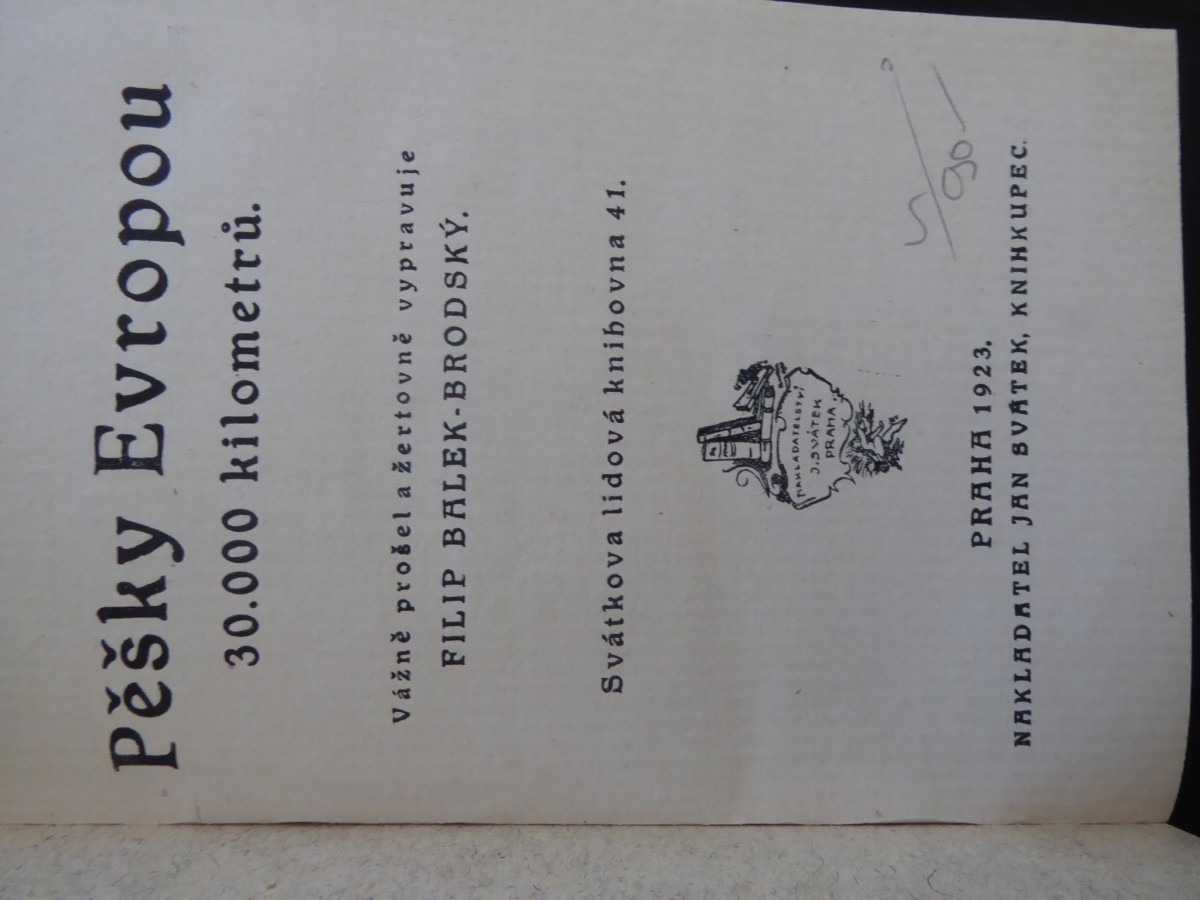 Pěšky Evropou
30.000 kilometrů.
Vážně prošel a žertovně vypravuje
FILIP BALEK-BRODSKÝ.
Svátkova lidová knihovna 41.
NAKLADATELSTVÍ
J. SVÁTEK
PRAHA
PRAHA 1923.
NAKLADATEL JAN SVÁTEK, KNIHKUPEC.